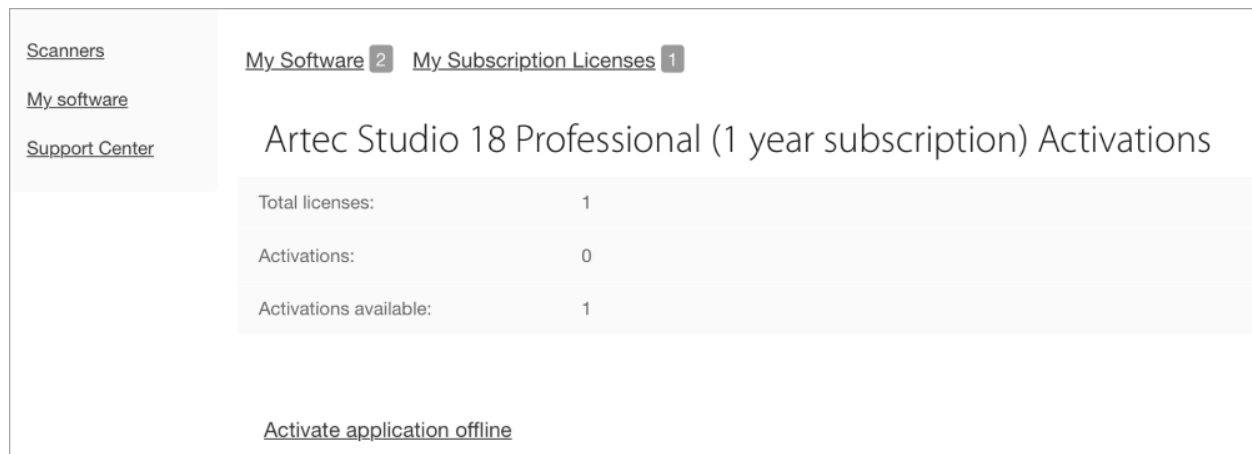 Scanners
My software
Support Center
My Software 2 My Subscription Licenses 1
Artec Studio 18 Professional (1 year subscription) Activations
Total licenses: 1
Activations: 0
Activations available: 1
Activate application offline